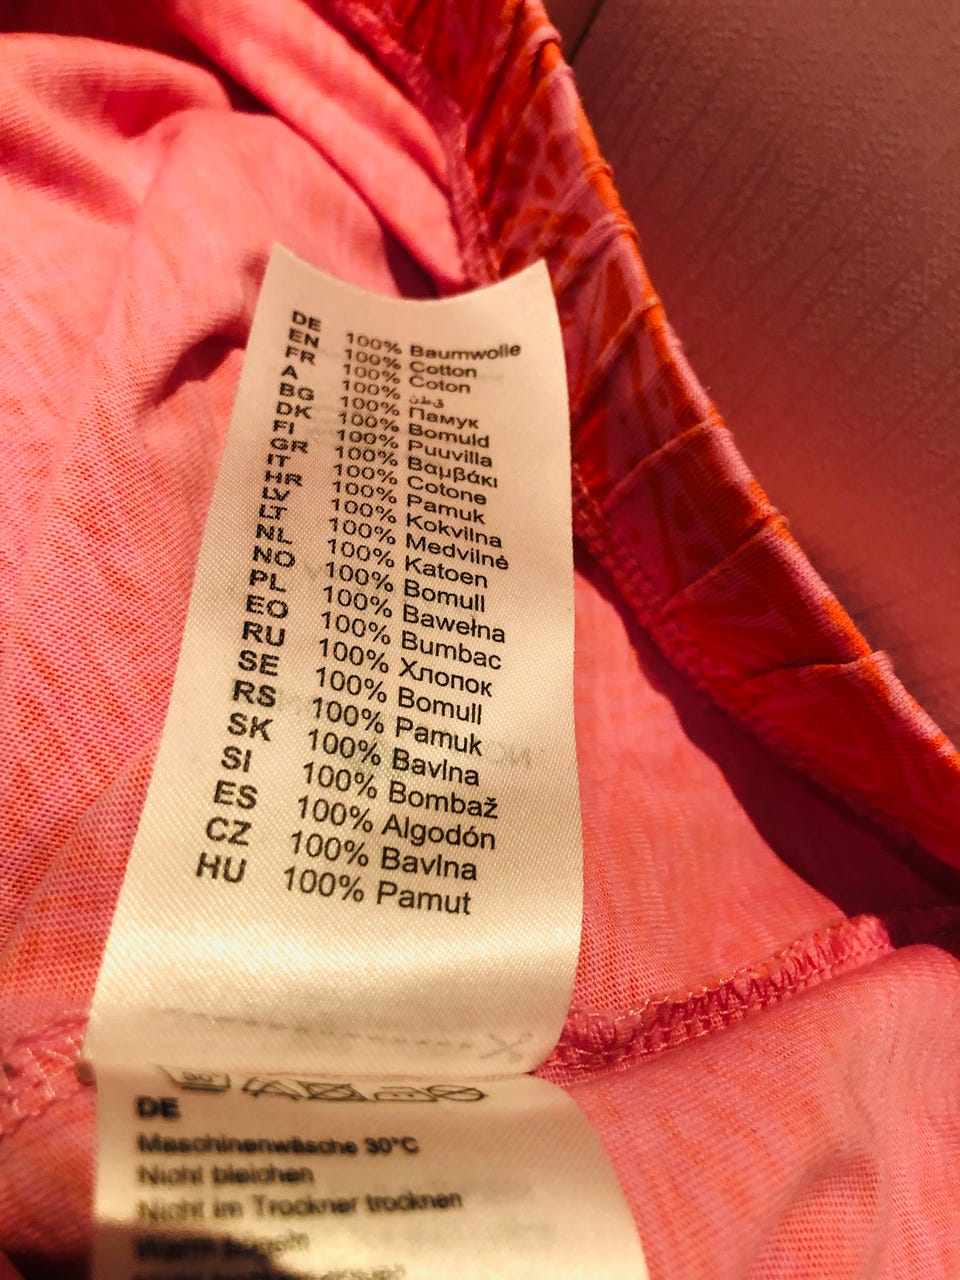 DE 100% Baumwolle
EN 100% Cotton
FR 100% Coton
A 100% قطن
BG 100% Памук
DK 100% Bomuld
FI 100% Puuvilla
GR 100% Βαμβάκι
IT 100% Cotone
HR 100% Pamuk
LV 100% Kokvilna
LT 100% Medvilnė
NL 100% Katoen
NO 100% Bomull
PL 100% Bawełna
EO 100% Bumbac
RU 100% Хлопок
SE 100% Bomull
RS 100% Pamuk
SK 100% Bavlna
SI 100% Bombaž
ES 100% Algodón
CZ 100% Bavlna
HU 100% Pamut
30°
DE
Maschinenwäsche 30°C
Nicht bleichen
Nicht im Trockner trocknen
Warm bügeln